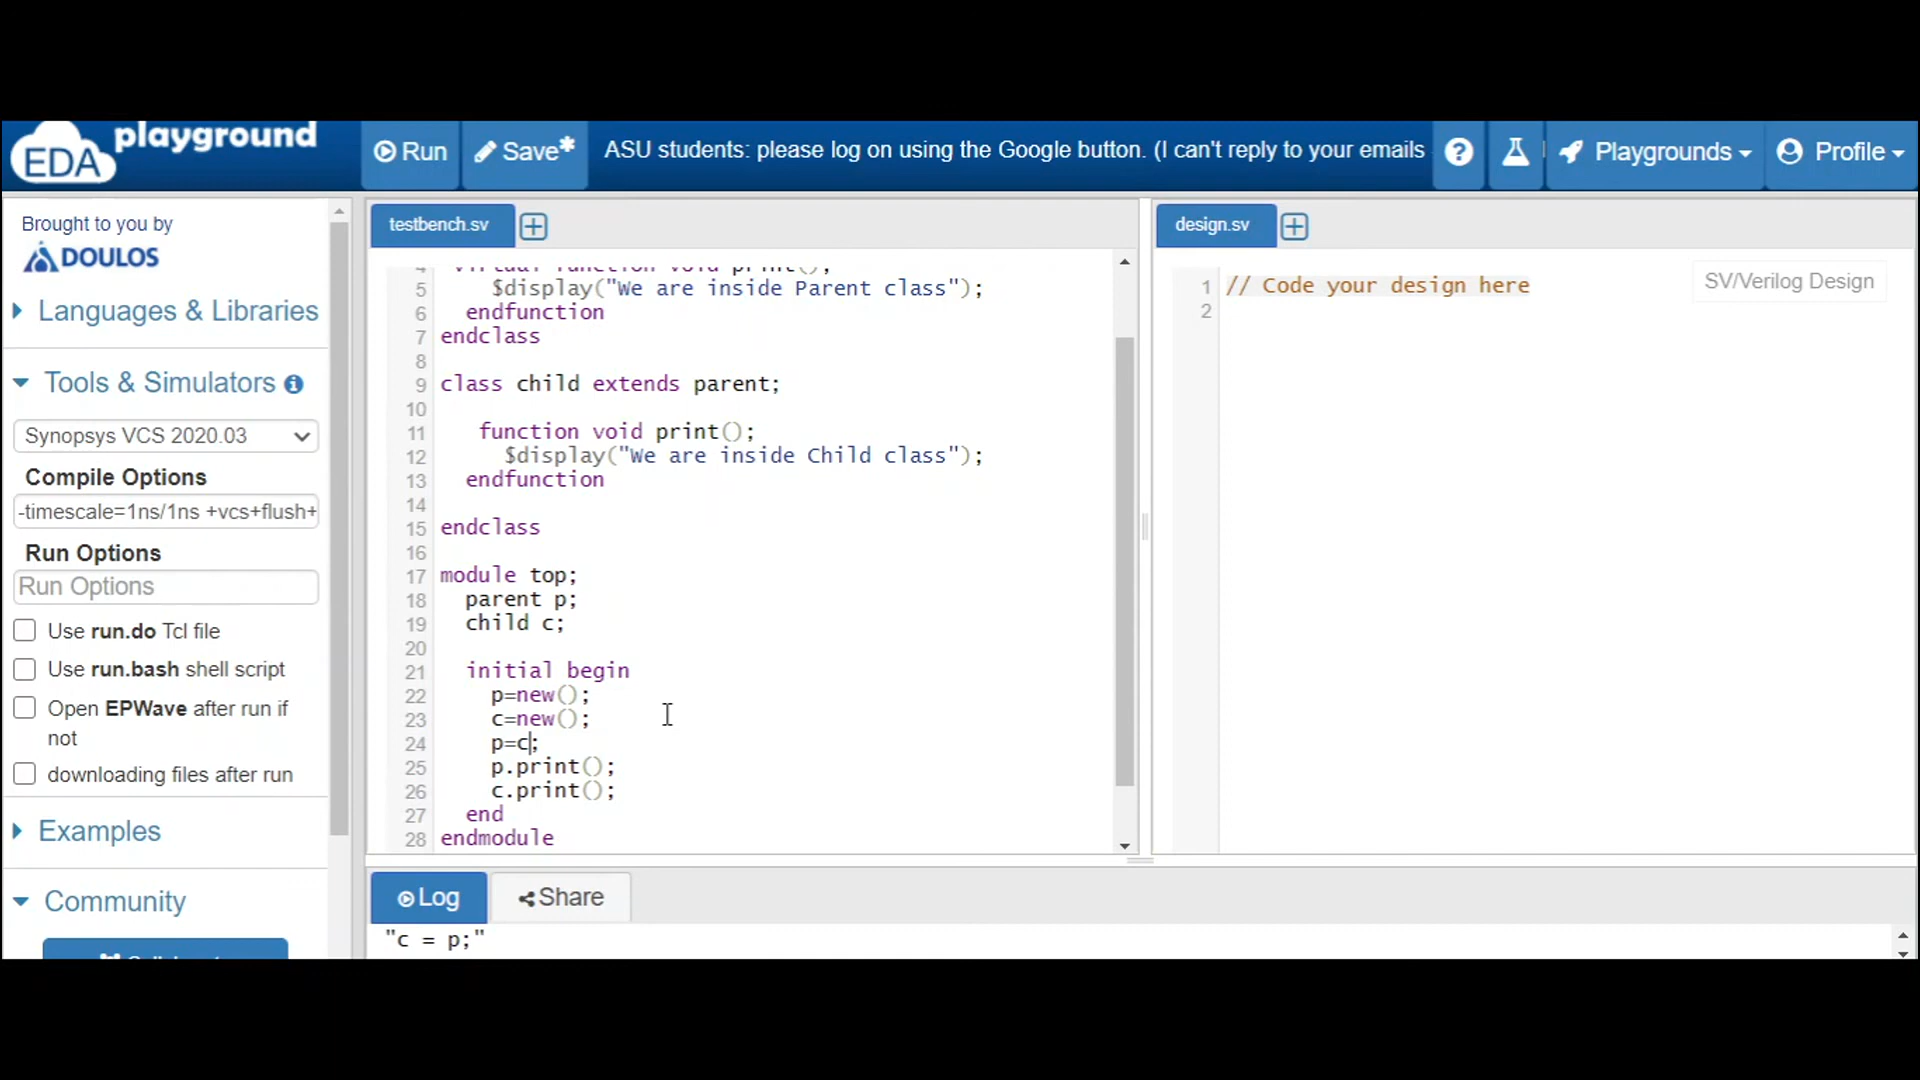 EDA playground
Run
Save*
ASU students: please log on using the Google button. (I can't reply to your emails
Playgrounds
Profile
Brought to you by
DOULOS
Languages & Libraries
Tools & Simulators
Synopsys VCS 2020.03
Compile Options
-timescale=1ns/1ns +vcs+flush+
Run Options
Run Options
Use run.do Tcl file
Use run.bash shell script
Open EPWave after run if
not
downloading files after run
Examples
Community
testbench.sv
4 virtual function void print();
5 $display("We are inside Parent class");
6 endfunction
7 endclass
8
9 class child extends parent;
10
11 function void print();
12 $display("We are inside Child class");
13 endfunction
14
15 endclass
16
17 module top;
18 parent p;
19 child c;
20
21 initial begin
22 p=new();
23 c=new();
24 p=c;
25 p.print();
26 c.print();
27 end
28 endmodule
design.sv
1 // Code your design here
2
SV/Verilog Design
Log
Share
"c = p;"